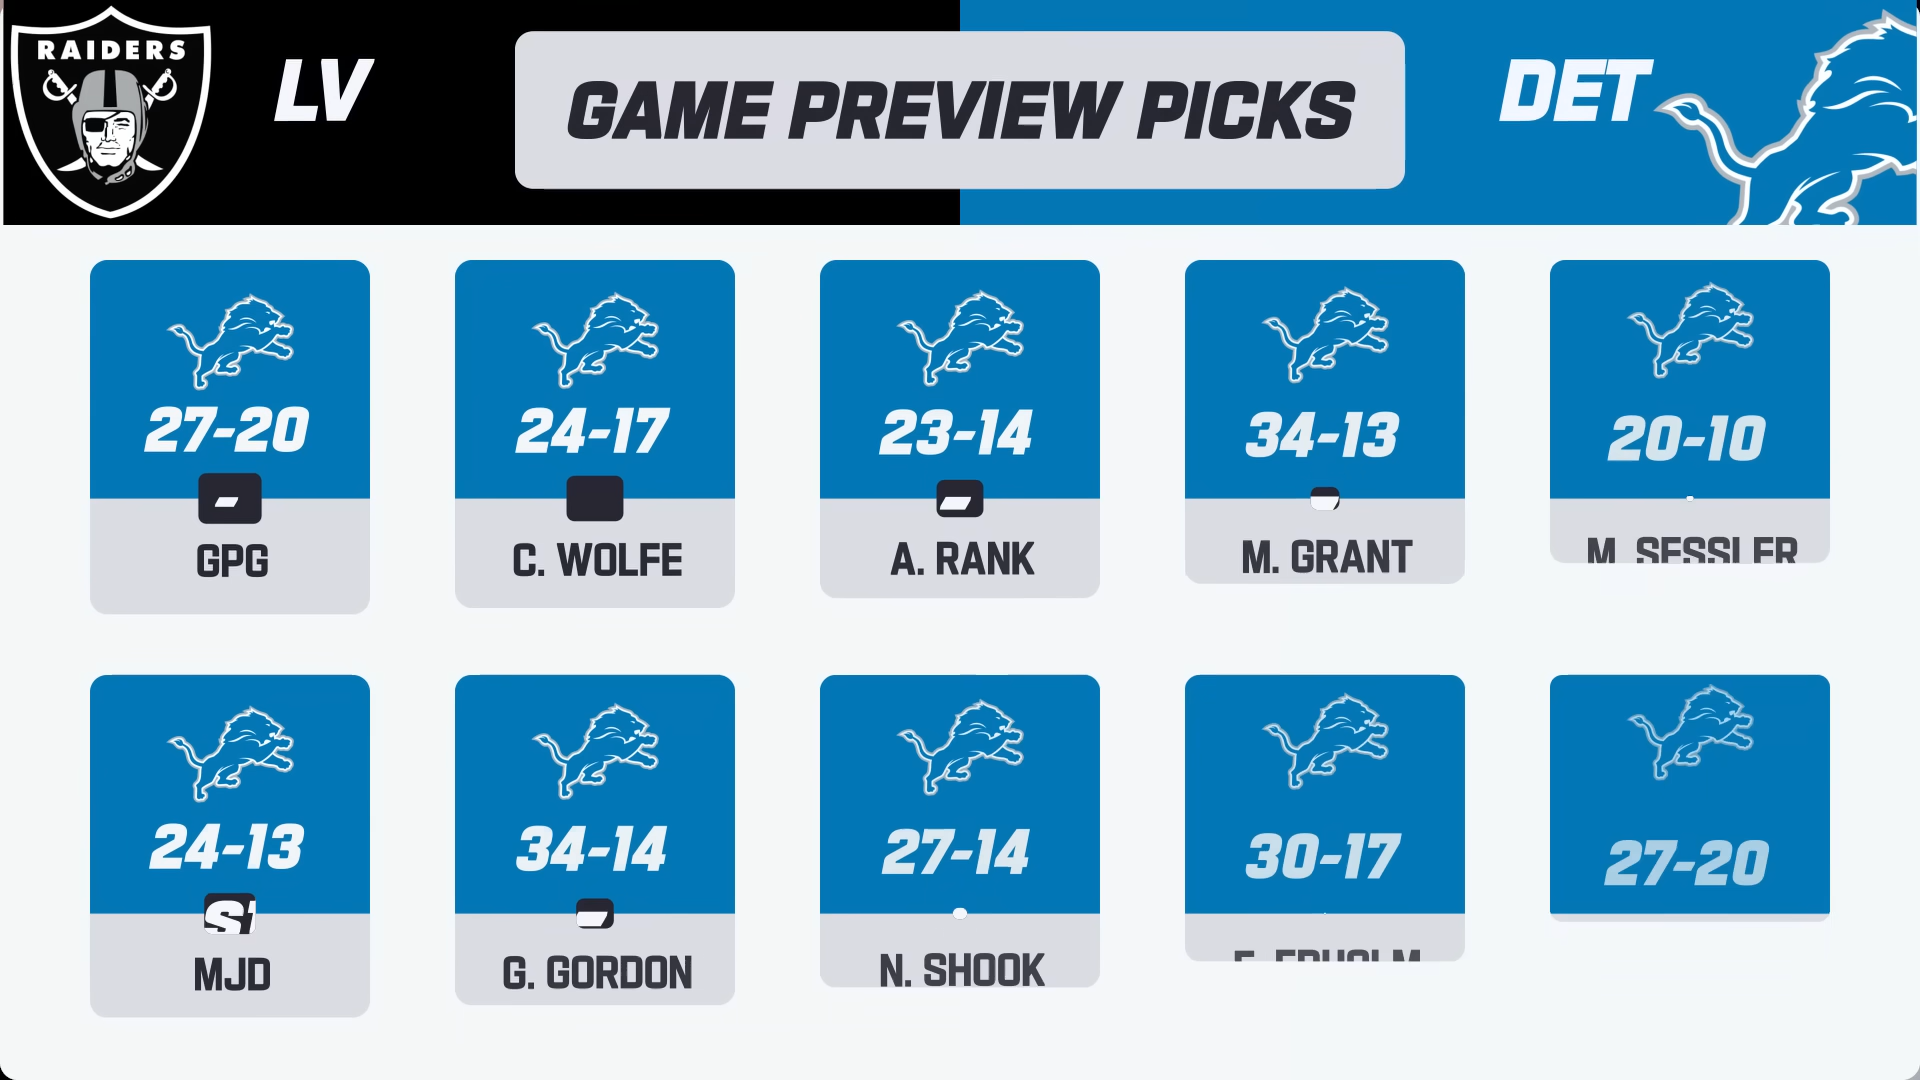 RAIDERS
LV
GAME PREVIEW PICKS
DET
27-20
GPG
24-17
C. WOLFE
23-14
A. RANK
34-13
M. GRANT
20-10
M. SESSLER
24-13
MJD
34-14
G. GORDON
27-14
N. SHOOK
30-17
27-20